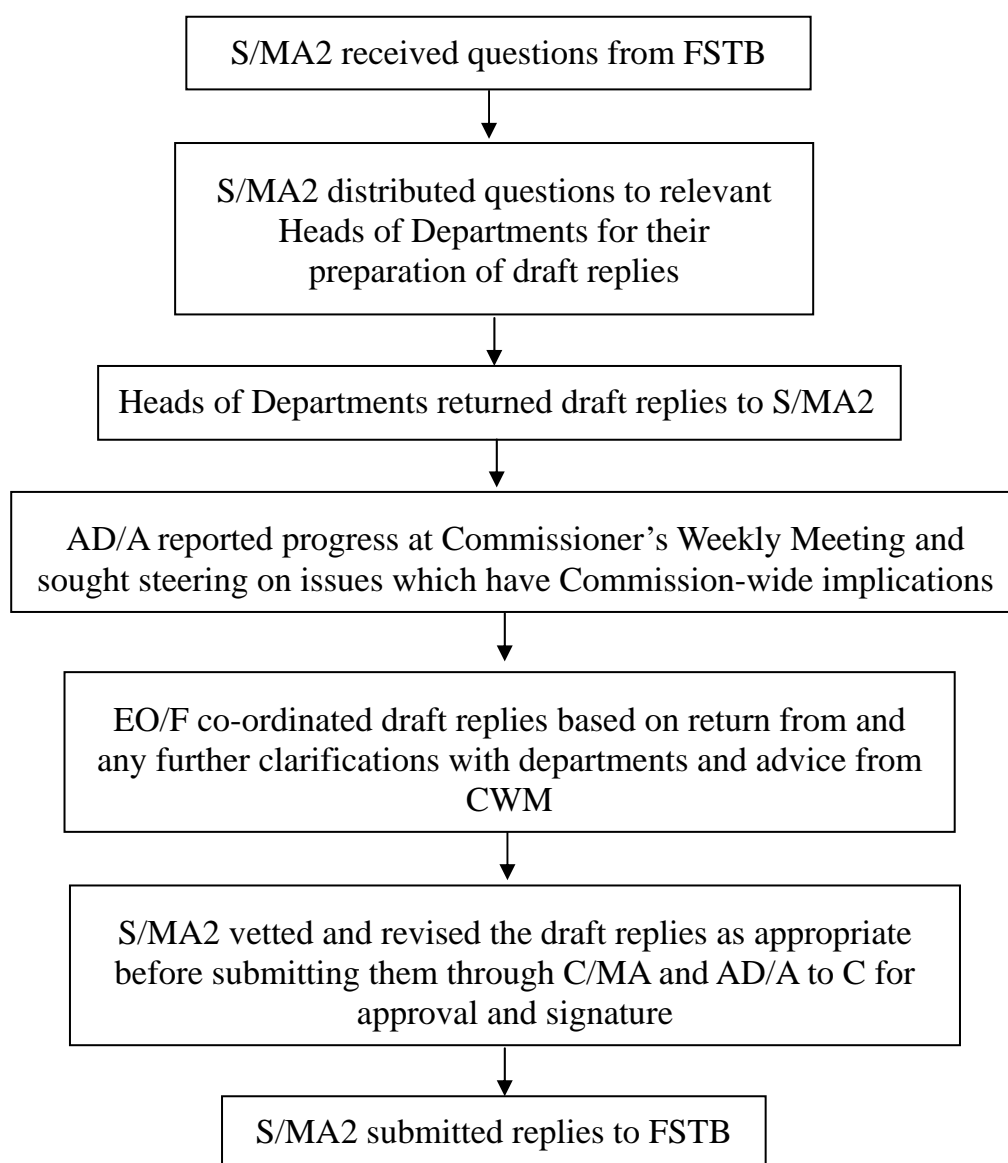 S/MA2 received questions from FSTB
S/MA2 distributed questions to relevant
Heads of Departments for their
preparation of draft replies
Heads of Departments returned draft replies to S/MA2
AD/A reported progress at Commissioner’s Weekly Meeting and
sought steering on issues which have Commission-wide implications
EO/F co-ordinated draft replies based on return from and
any further clarifications with departments and advice from
CWM
S/MA2 vetted and revised the draft replies as appropriate
before submitting them through C/MA and AD/A to C for
approval and signature
S/MA2 submitted replies to FSTB